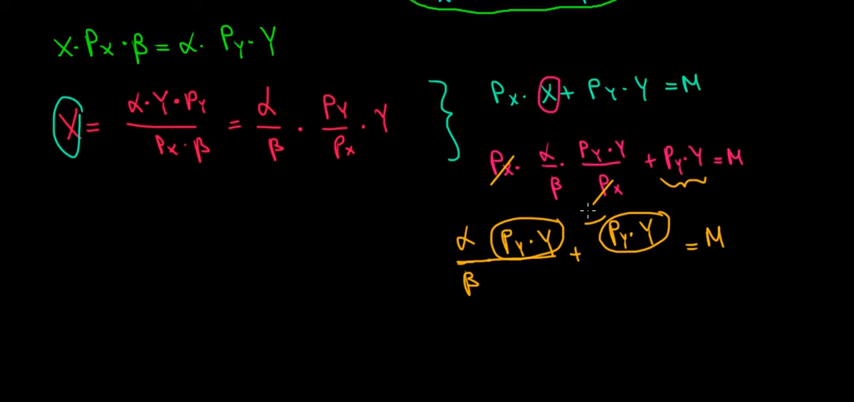 X · Px · β = α · Py · Y
X = α · Y · Py / Px · β = α/β · Py/Px · Y
Px · X + Py · Y = M
Px · α/β · Py · Y / Px + Py · Y = M
α Py · Y / β + Py · Y = M